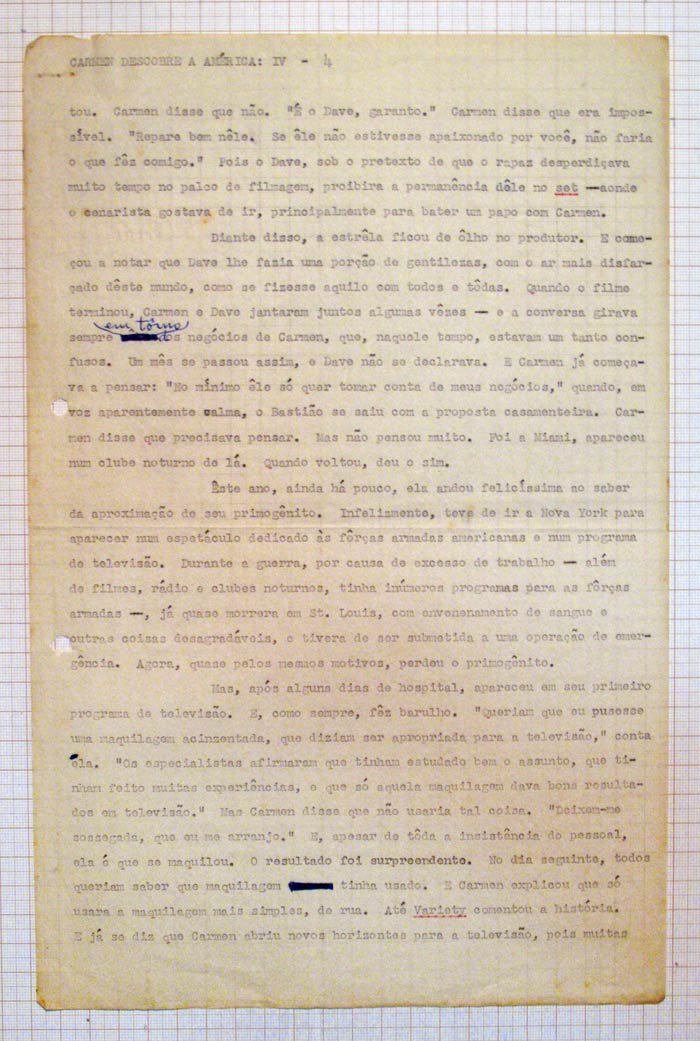 CARMEN DESCOBRE A AMÉRICA: IV - 4
tou. Carmen disse que não. "É o Dave, garanto." Carmen disse que era impos-
sível. "Repare bem nêle. Se êle não estivesse apaixonado por você, não faria
o que fêz comigo." Pois o Dave, sob o pretexto de que o rapaz desperdiçava
muito tempo no palco de filmagem, proibira a permanência dêle no set —aonde
o cenarista gostava de ir, principalmente para bater um papo com Carmen.
Diante disso, a estrêla ficou de ôlho no produtor. E come-
çou a notar que Dave lhe fazia uma porção de gentilezas, com o ar mais disfar-
çado dêste mundo, como se fizesse aquilo com todos e tôdas. Quando o filme
terminou, Carmen e Dave jantaram juntos algumas vêzes — e a conversa girava
em tôrno
sempre dos negócios de Carmen, que, naquele tempo, estavam um tanto con-
fusos. Um mês se passou assim, e Dave não se declarava. E Carmen já começa-
va a pensar: "No mínimo êle só quer tomar conta de meus negócios," quando, em
voz aparentemente calma, o Bastião se saiu com a proposta casamenteira. Car-
men disse que precisava pensar. Mas não pensou muito. Foi a Miami, apareceu
num clube noturno de lá. Quando voltou, deu o sim.
Êste ano, ainda há pouco, ela andou felicíssima ao saber
da aproximação de seu primogênito. Infelizmente, teve de ir a Nova York para
aparecer num espetáculo dedicado às fôrças armadas americanas e num programa
de televisão. Durante a guerra, por causa de excesso de trabalho — além
de filmes, rádio e clubes noturnos, tinha inúmeros programas para as fôrças
armadas —, já quase morrera em St. Louis, com envenenamento de sangue e
outras coisas desagradáveis, e tivera de ser submetida a uma operação de emer-
gência. Agora, quase pelos mesmos motivos, perdeu o primogênito.
Mas, após alguns dias de hospital, apareceu em seu primeiro
programa de televisão. E, como sempre, fêz barulho. "Queriam que eu pusesse
uma maquilagem acinzentada, que diziam ser apropriada para a televisão," conta
ela. "Os especialistas afirmaram que tinham estudado bem o assunto, que ti-
nham feito muitas experiências, e que só aquela maquilagem dava bons resulta-
dos em televisão." Mas Carmen disse que não usaria tal coisa. "Deixem-me
sossegada, que eu me arranjo." E, apesar de tôda a insistência do pessoal,
ela é que se maquilou. O resultado foi surpreendente. No dia seguinte, todos
queriam saber que maquilagem tinha usado. E Carmen explicou que só
usara a maquilagem mais simples, de rua. Até Variety comentou a história.
E já se diz que Carmen abriu novos horizontes para a televisão, pois muitas